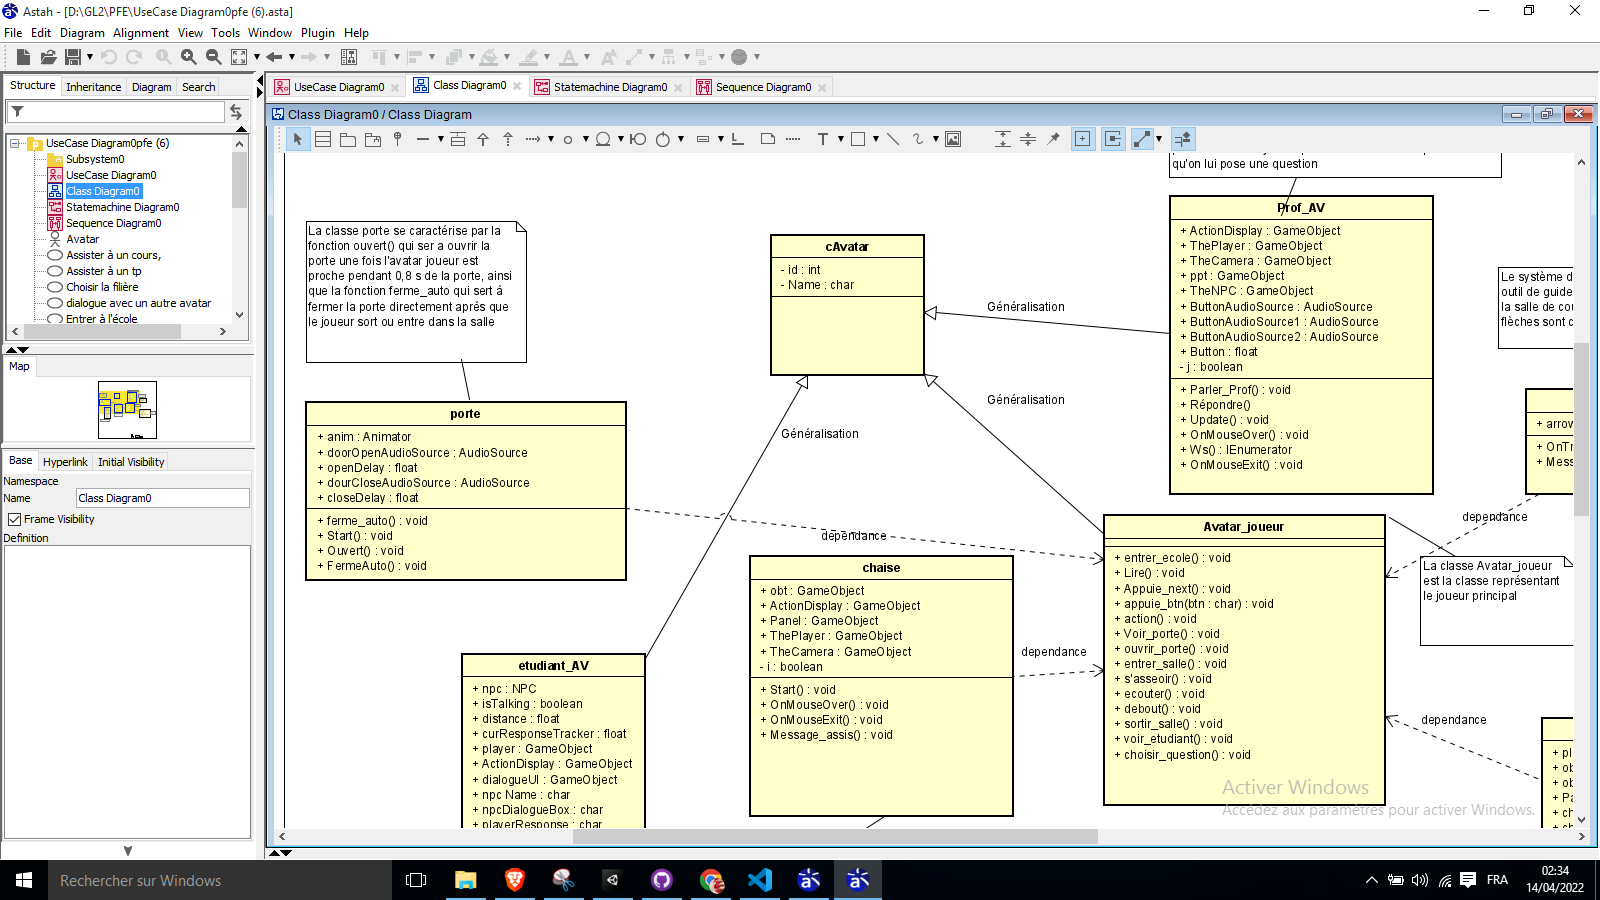 Astah - [D:\GL2\PFE\UseCase Diagram0pfe (6).asta]
File Edit Diagram Alignment View Tools Window Plugin Help
Structure Inheritance Diagram Search
UseCase Diagram0pfe (6)
Subsystem0
UseCase Diagram0
Class Diagram0
Statemachine Diagram0
Sequence Diagram0
Avatar
Assister à un cours,
Assister à un tp
Choisir la filière
dialogue avec un autre avatar
Entrer à l'école
Map
Base Hyperlink Initial Visibility
Namespace
Name Class Diagram0
Frame Visibility
Definition
UseCase Diagram0 Class Diagram0 Statemachine Diagram0 Sequence Diagram0
Class Diagram0 / Class Diagram
qu'on lui pose une question
La classe porte se caractérise par la
fonction ouvert() qui ser a ouvrir la
porte une fois l'avatar joueur est
proche pendant 0,8 s de la porte, ainsi
que la fonction ferme_auto qui sert à
fermer la porte directement aprés que
le joueur sort ou entre dans la salle
cAvatar
- id : int
- Name : char
Généralisation
Généralisation
Généralisation
Prof_AV
+ ActionDisplay : GameObject
+ ThePlayer : GameObject
+ TheCamera : GameObject
+ ppt : GameObject
+ TheNPC : GameObject
+ ButtonAudioSource : AudioSource
+ ButtonAudioSource1 : AudioSource
+ ButtonAudioSource2 : AudioSource
+ Button : float
- j : boolean
+ Parler_Prof() : void
+ Répondre()
+ Update() : void
+ OnMouseOver() : void
+ Ws() : IEnumerator
+ OnMouseExit() : void
Le système d
outil de guide
la salle de cou
flèches sont c
+ arrow
+ OnTr
+ Mess
porte
+ anim : Animator
+ doorOpenAudioSource : AudioSource
+ openDelay : float
+ dourCloseAudioSource : AudioSource
+ closeDelay : float
+ ferme_auto() : void
+ Start() : void
+ Ouvert() : void
+ FermeAuto() : void
dependance
dependance
dependance
dependance
chaise
+ obt : GameObject
+ ActionDisplay : GameObject
+ Panel : GameObject
+ ThePlayer : GameObject
+ TheCamera : GameObject
- i : boolean
+ Start() : void
+ OnMouseOver() : void
+ OnMouseExit() : void
+ Message_assis() : void
Avatar_joueur
+ entrer_ecole() : void
+ Lire() : void
+ Appuie_next() : void
+ appuie_btn(btn : char) : void
+ action() : void
+ Voir_porte() : void
+ ouvrir_porte() : void
+ entrer_salle() : void
+ s'asseoir() : void
+ ecouter() : void
+ debout() : void
+ sortir_salle() : void
+ voir_etudiant() : void
+ choisir_question() : void
La classe Avatar_joueur
est la classe représentant
le joueur principal
etudiant_AV
+ npc : NPC
+ isTalking : boolean
+ distance : float
+ curResponseTracker : float
+ player : GameObject
+ ActionDisplay : GameObject
+ dialogueUI : GameObject
+ npc Name : char
+ npcDialogueBox : char
+ playerResponse : char
+ pl
+ ob
+ ob
+ Pa
+ ch
+ ch
Activer Windows
Accédez aux paramètres pour activer Windows.
Rechercher sur Windows
FRA
02:34
14/04/2022